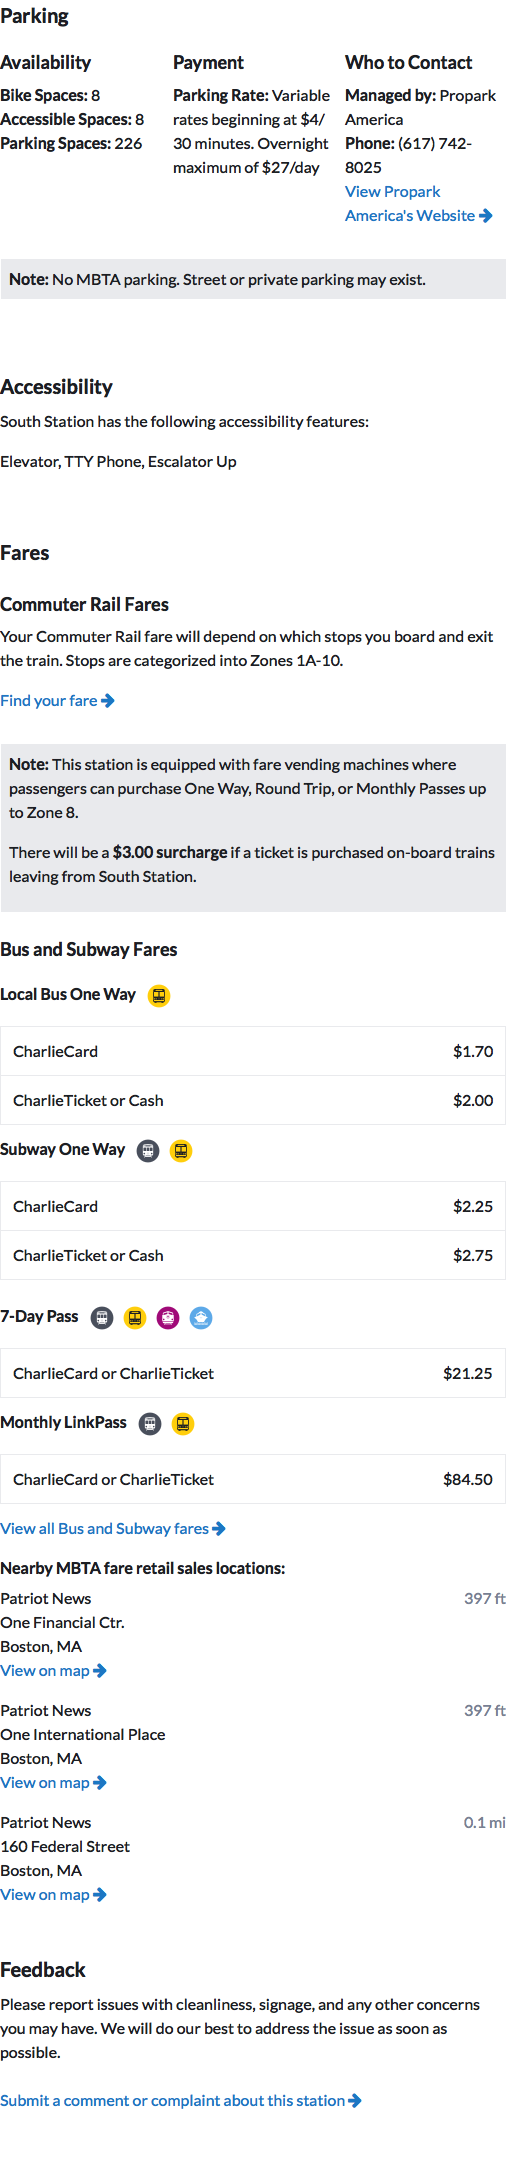 Parking
Availability
Bike Spaces: 8
Accessible Spaces: 8
Parking Spaces: 226
Payment
Parking Rate: Variable
rates beginning at $4/
30 minutes. Overnight
maximum of $27/day
Who to Contact
Managed by: Propark
America
Phone: (617) 742-
8025
View Propark
America's Website
Note: No MBTA parking. Street or private parking may exist.
Accessibility
South Station has the following accessibility features:
Elevator, TTY Phone, Escalator Up
Fares
Commuter Rail Fares
Your Commuter Rail fare will depend on which stops you board and exit
the train. Stops are categorized into Zones 1A-10.
Find your fare
Note: This station is equipped with fare vending machines where
passengers can purchase One Way, Round Trip, or Monthly Passes up
to Zone 8.
There will be a $3.00 surcharge if a ticket is purchased on-board trains
leaving from South Station.
Bus and Subway Fares
Local Bus One Way
CharlieCard $1.70
CharlieTicket or Cash $2.00
Subway One Way
CharlieCard $2.25
CharlieTicket or Cash $2.75
7-Day Pass
CharlieCard or CharlieTicket $21.25
Monthly LinkPass
CharlieCard or CharlieTicket $84.50
View all Bus and Subway fares
Nearby MBTA fare retail sales locations:
Patriot News 397 ft
One Financial Ctr.
Boston, MA
View on map
Patriot News 397 ft
One International Place
Boston, MA
View on map
Patriot News 0.1 mi
160 Federal Street
Boston, MA
View on map
Feedback
Please report issues with cleanliness, signage, and any other concerns
you may have. We will do our best to address the issue as soon as
possible.
Submit a comment or complaint about this station